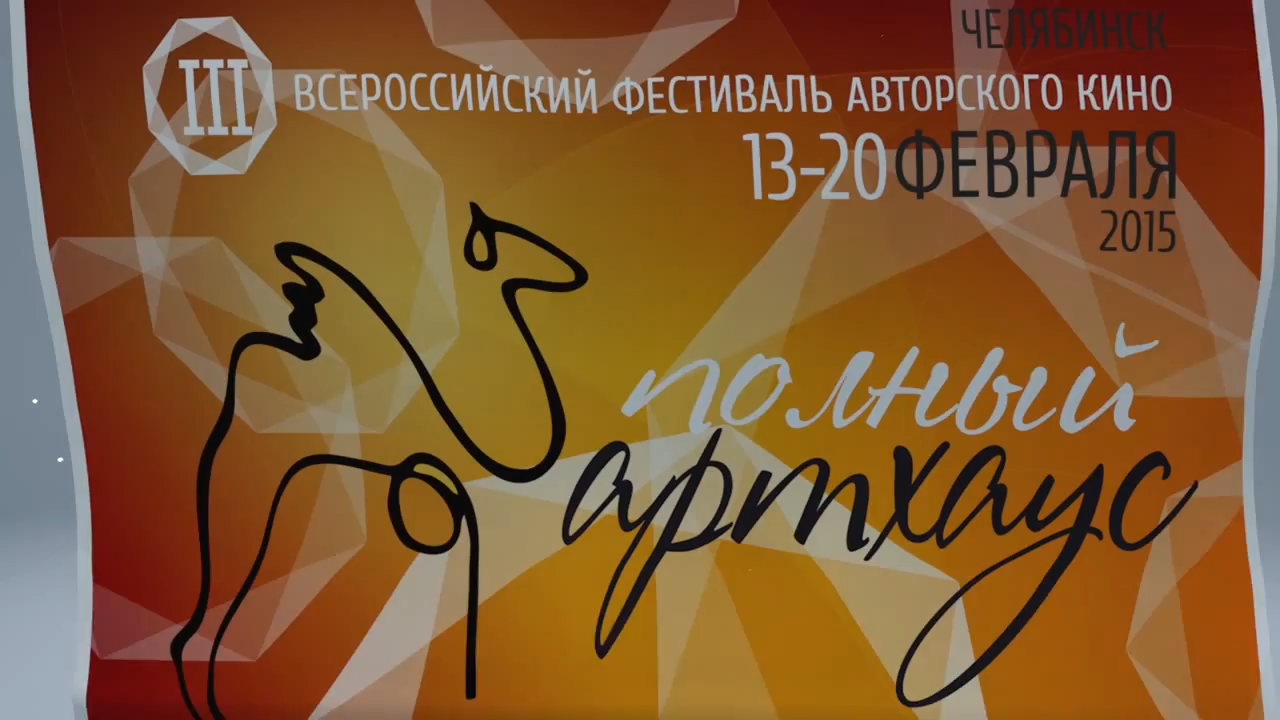 ЧЕЛЯБИНСК
III ВСЕРОССИЙСКИЙ ФЕСТИВАЛЬ АВТОРСКОГО КИНО
13-20 ФЕВРАЛЯ
2015
полный
артхаус